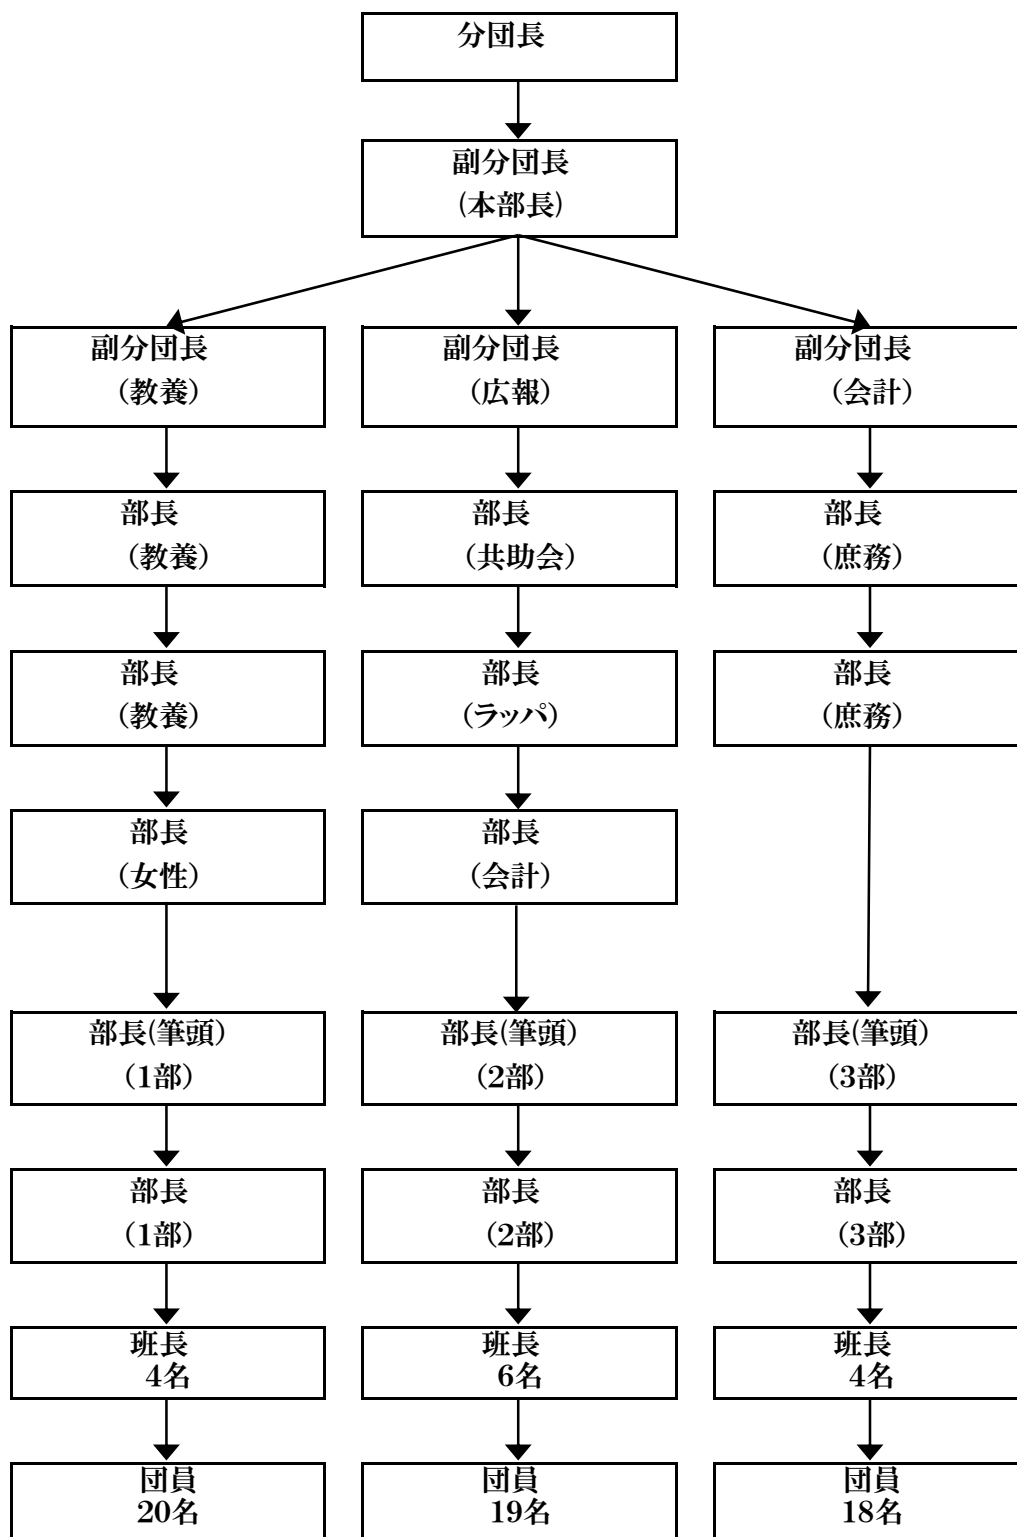 分団長
副分団長
(本部長)
副分団長
(教養)
副分団長
(広報)
副分団長
(会計)
部長
(教養)
部長
(共助会)
部長
(庶務)
部長
(教養)
部長
(ラッパ)
部長
(庶務)
部長
(女性)
部長
(会計)
部長(筆頭)
(1部)
部長(筆頭)
(2部)
部長(筆頭)
(3部)
部長
(1部)
部長
(2部)
部長
(3部)
班長
4名
班長
6名
班長
4名
団員
20名
団員
19名
団員
18名